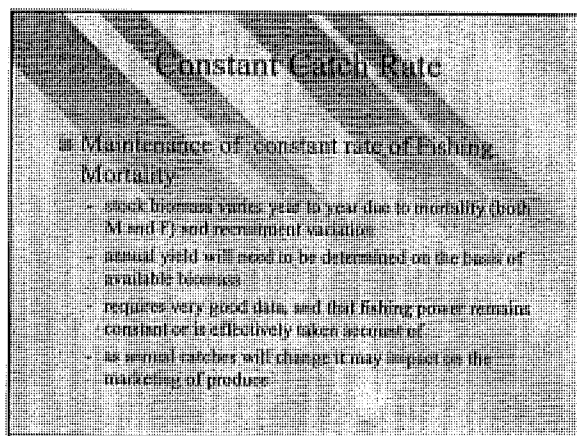 Constant Catch Rate
Maintenance of constant rate of Fishing
Mortality
- stock biomass varies year to year due to mortality (both
M and F) and recruitment variation
- annual yield will need to be determined on the basis of
available biomass
- requires very good data, and that fishing power remains
constant or is effectively taken account of
- as annual catches will change it may impact on the
marketing of produce